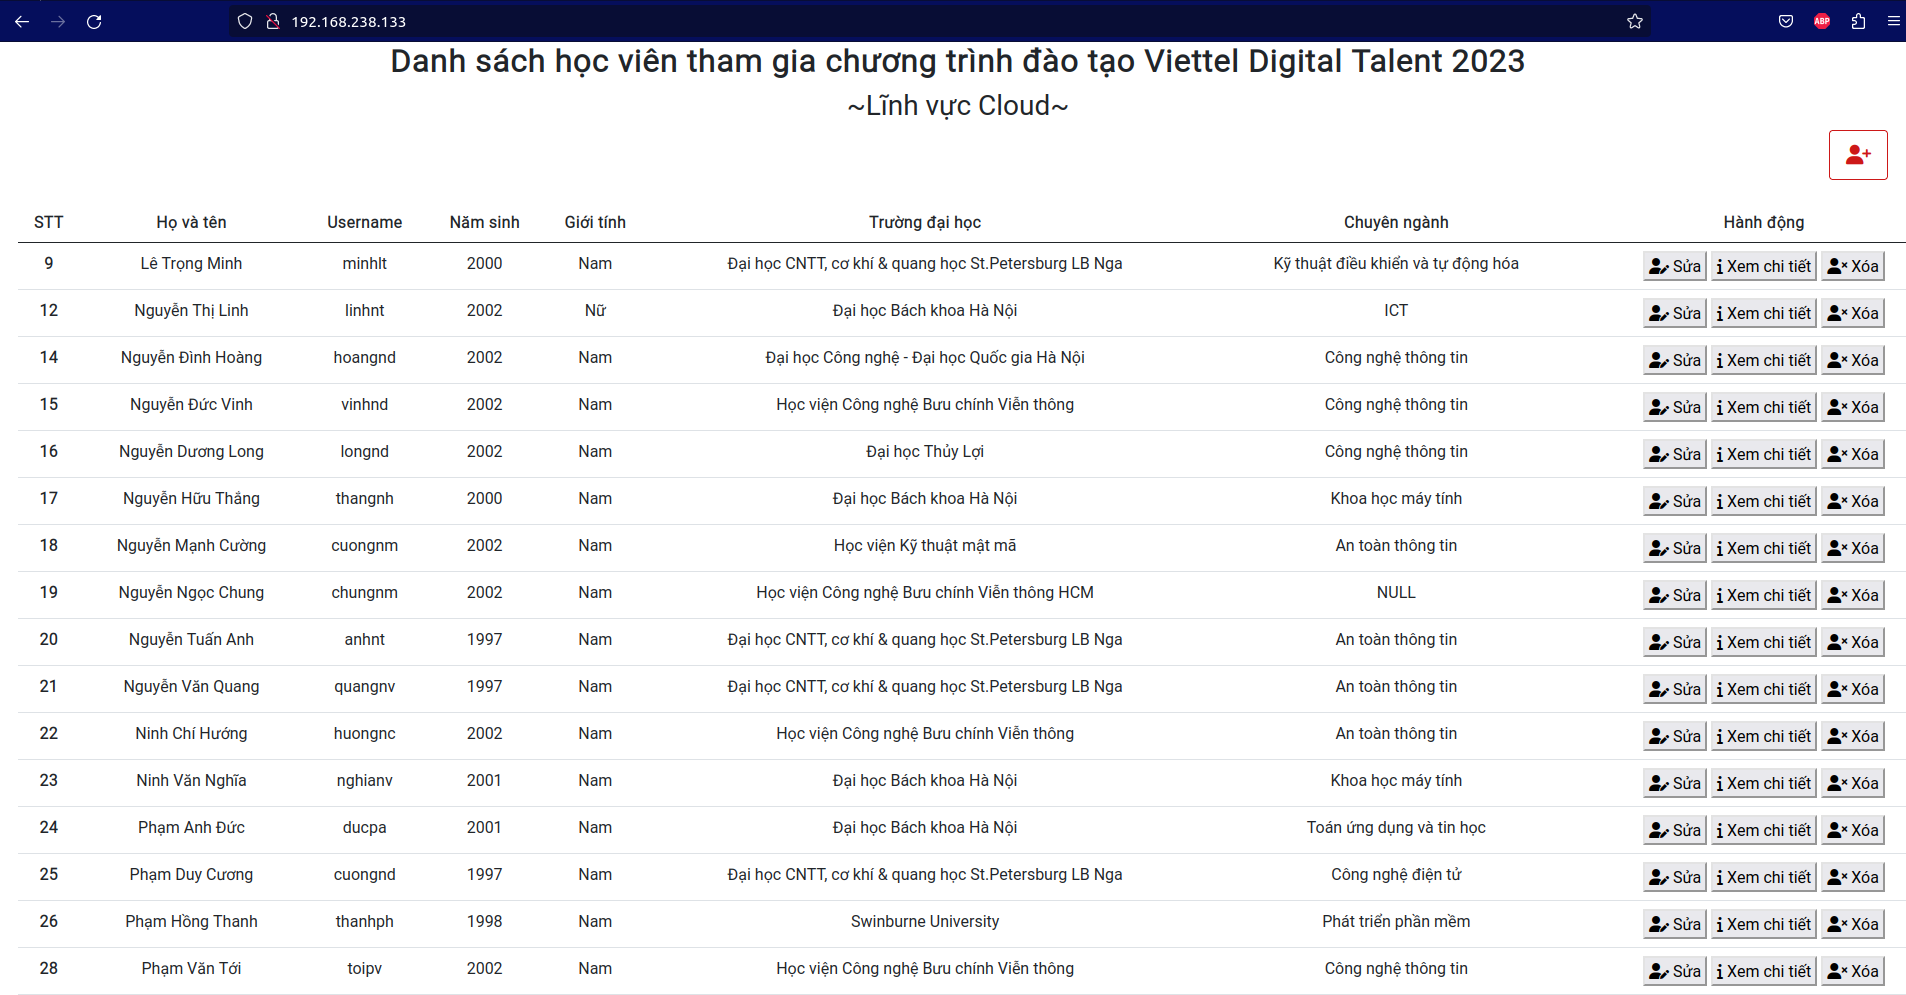 192.168.238.133
ABP
Danh sách học viên tham gia chương trình đào tạo Viettel Digital Talent 2023
~Lĩnh vực Cloud~
STT Họ và tên Username Năm sinh Giới tính Trường đại học Chuyên ngành Hành động
9 Lê Trọng Minh minhlt 2000 Nam Đại học CNTT, cơ khí & quang học St.Petersburg LB Nga Kỹ thuật điều khiển và tự động hóa Sửa Xem chi tiết Xóa
12 Nguyễn Thị Linh linhnt 2002 Nữ Đại học Bách khoa Hà Nội ICT Sửa Xem chi tiết Xóa
14 Nguyễn Đình Hoàng hoangnd 2002 Nam Đại học Công nghệ - Đại học Quốc gia Hà Nội Công nghệ thông tin Sửa Xem chi tiết Xóa
15 Nguyễn Đức Vinh vinhnd 2002 Nam Học viện Công nghệ Bưu chính Viễn thông Công nghệ thông tin Sửa Xem chi tiết Xóa
16 Nguyễn Dương Long longnd 2002 Nam Đại học Thủy Lợi Công nghệ thông tin Sửa Xem chi tiết Xóa
17 Nguyễn Hữu Thắng thangnh 2000 Nam Đại học Bách khoa Hà Nội Khoa học máy tính Sửa Xem chi tiết Xóa
18 Nguyễn Mạnh Cường cuongnm 2002 Nam Học viện Kỹ thuật mật mã An toàn thông tin Sửa Xem chi tiết Xóa
19 Nguyễn Ngọc Chung chungnm 2002 Nam Học viện Công nghệ Bưu chính Viễn thông HCM NULL Sửa Xem chi tiết Xóa
20 Nguyễn Tuấn Anh anhnt 1997 Nam Đại học CNTT, cơ khí & quang học St.Petersburg LB Nga An toàn thông tin Sửa Xem chi tiết Xóa
21 Nguyễn Văn Quang quangnv 1997 Nam Đại học CNTT, cơ khí & quang học St.Petersburg LB Nga An toàn thông tin Sửa Xem chi tiết Xóa
22 Ninh Chí Hướng huongnc 2002 Nam Học viện Công nghệ Bưu chính Viễn thông An toàn thông tin Sửa Xem chi tiết Xóa
23 Ninh Văn Nghĩa nghianv 2001 Nam Đại học Bách khoa Hà Nội Khoa học máy tính Sửa Xem chi tiết Xóa
24 Phạm Anh Đức ducpa 2001 Nam Đại học Bách khoa Hà Nội Toán ứng dụng và tin học Sửa Xem chi tiết Xóa
25 Phạm Duy Cương cuongnd 1997 Nam Đại học CNTT, cơ khí & quang học St.Petersburg LB Nga Công nghệ điện tử Sửa Xem chi tiết Xóa
26 Phạm Hồng Thanh thanhph 1998 Nam Swinburne University Phát triển phần mềm Sửa Xem chi tiết Xóa
28 Phạm Văn Tới toipv 2002 Nam Học viện Công nghệ Bưu chính Viễn thông Công nghệ thông tin Sửa Xem chi tiết Xóa